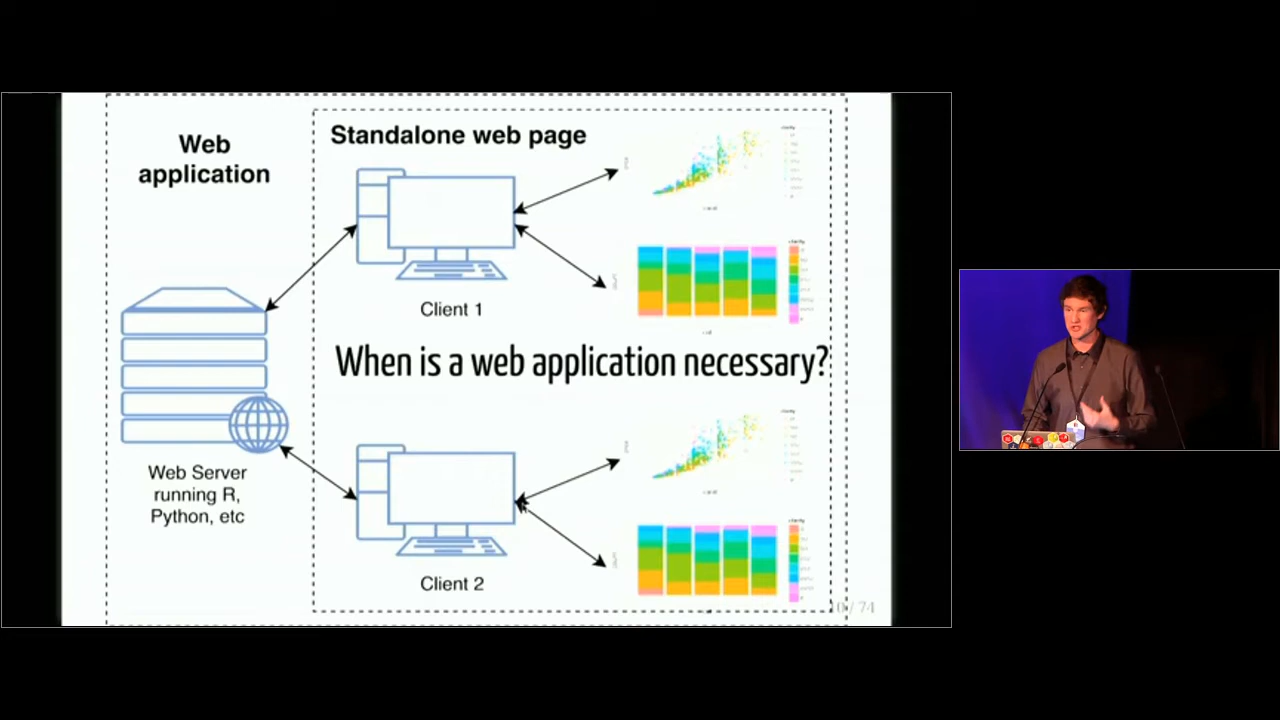 Web
application
Standalone web page
Client 1
When is a web application necessary?
Web Server
running R,
Python, etc
Client 2
/ 74